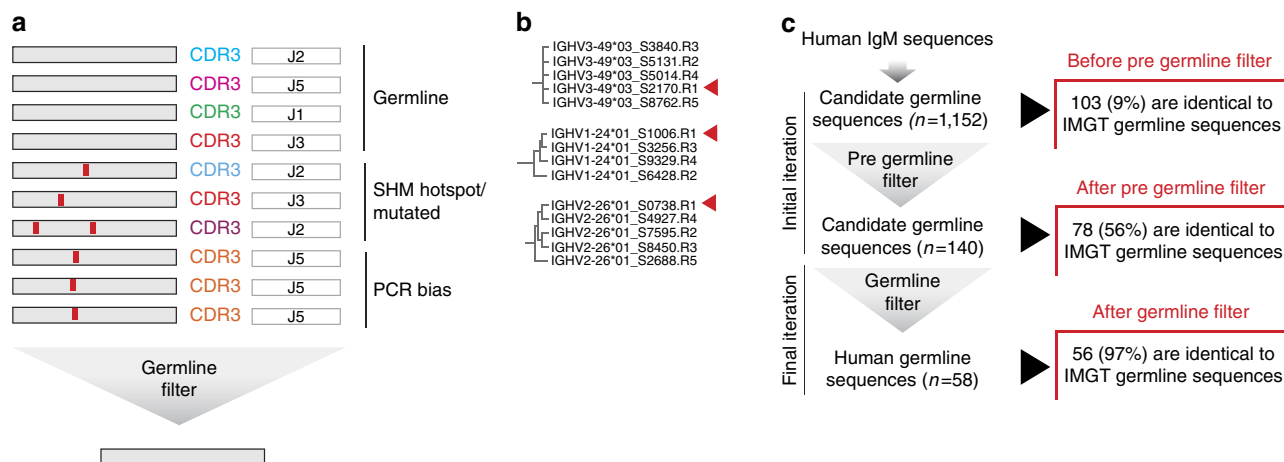 a
CDR3 J2
CDR3 J5
CDR3 J1
CDR3 J3
Germline
CDR3 J2
CDR3 J3
CDR3 J2
SHM hotspot/
mutated
CDR3 J5
CDR3 J5
CDR3 J5
PCR bias
Germline
filter
b
IGHV3-49*03_S3840.R3
IGHV3-49*03_S5131.R2
IGHV3-49*03_S5014.R4
IGHV3-49*03_S2170.R1
IGHV3-49*03_S8762.R5
IGHV1-24*01_S1006.R1
IGHV1-24*01_S3256.R3
IGHV1-24*01_S9329.R4
IGHV1-24*01_S6428.R2
IGHV2-26*01_S0738.R1
IGHV2-26*01_S4927.R4
IGHV2-26*01_S7595.R2
IGHV2-26*01_S8450.R3
IGHV2-26*01_S2688.R5
c
Human IgM sequences
Initial iteration
Candidate germline
sequences (n=1,152)
Before pre germline filter
103 (9%) are identical to
IMGT germline sequences
Pre germline
filter
Candidate germline
sequences (n=140)
After pre germline filter
78 (56%) are identical to
IMGT germline sequences
Final iteration
Germline
filter
Human germline
sequences (n=58)
After germline filter
56 (97%) are identical to
IMGT germline sequences